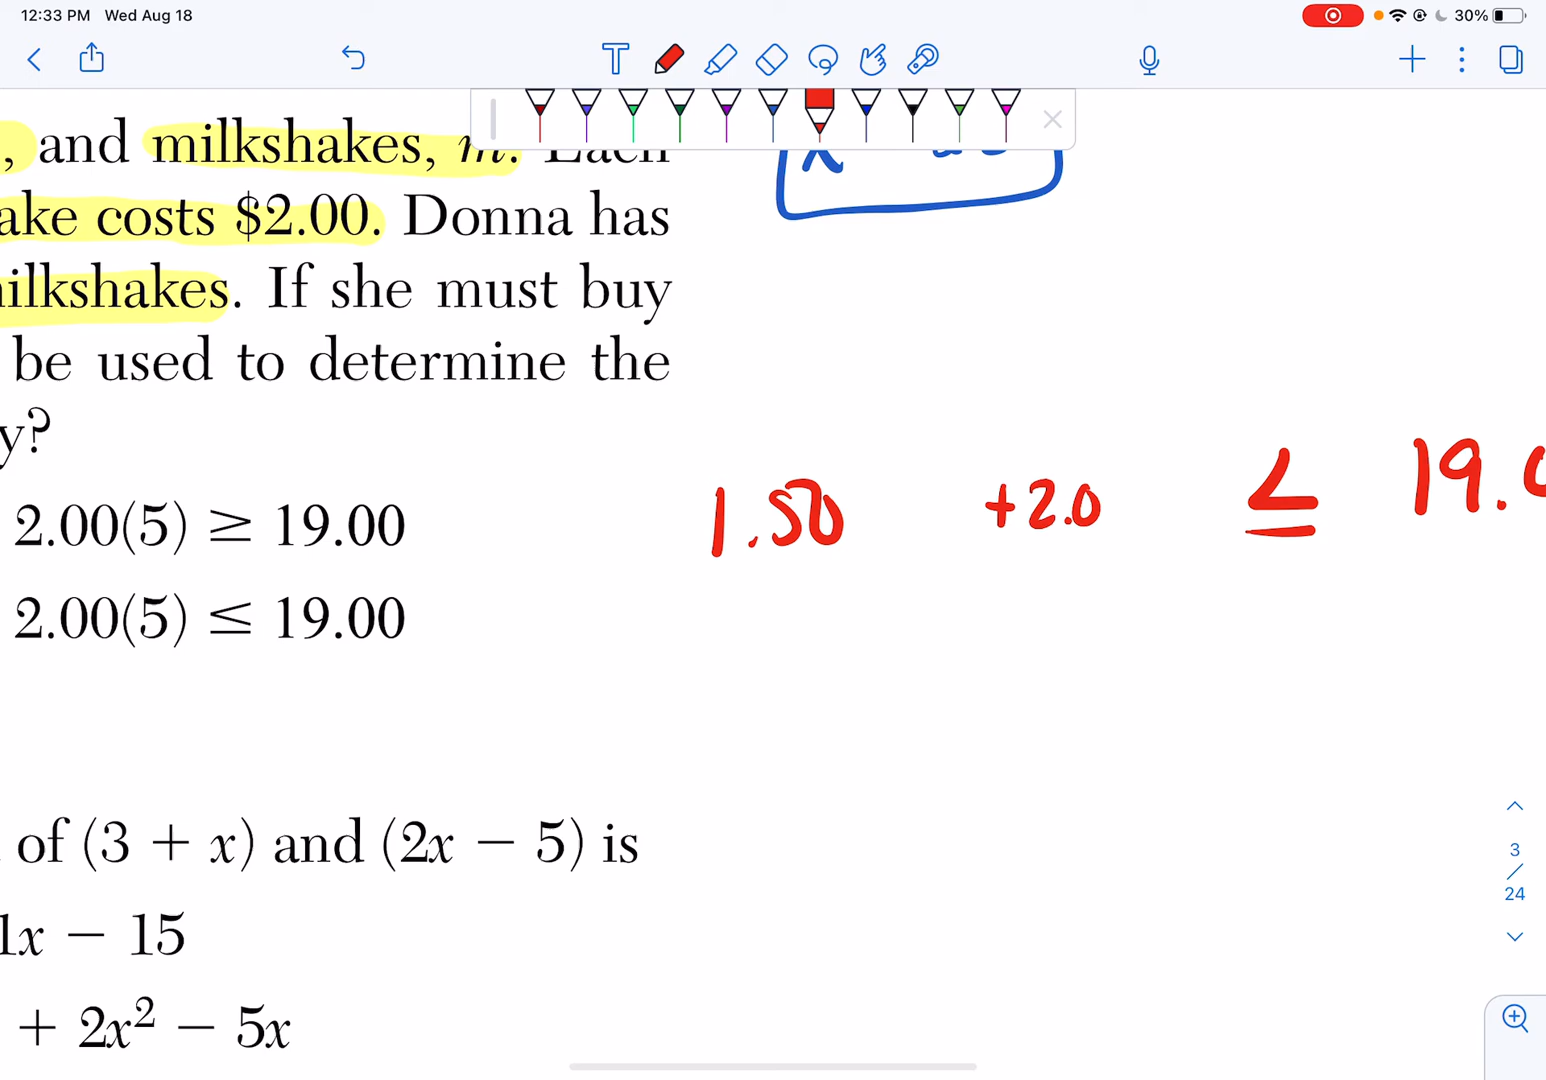 12:33 PM Wed Aug 18 30%
, and milkshakes, m. Each
ake costs $2.00. Donna has
ilkshakes. If she must buy
be used to determine the
y?
2.00(5) ≥ 19.00
1.50 +2.0 ≤ 19.
2.00(5) ≤ 19.00
of (3 + x) and (2x − 5) is
1x − 15
+ 2x² − 5x
3
/
24